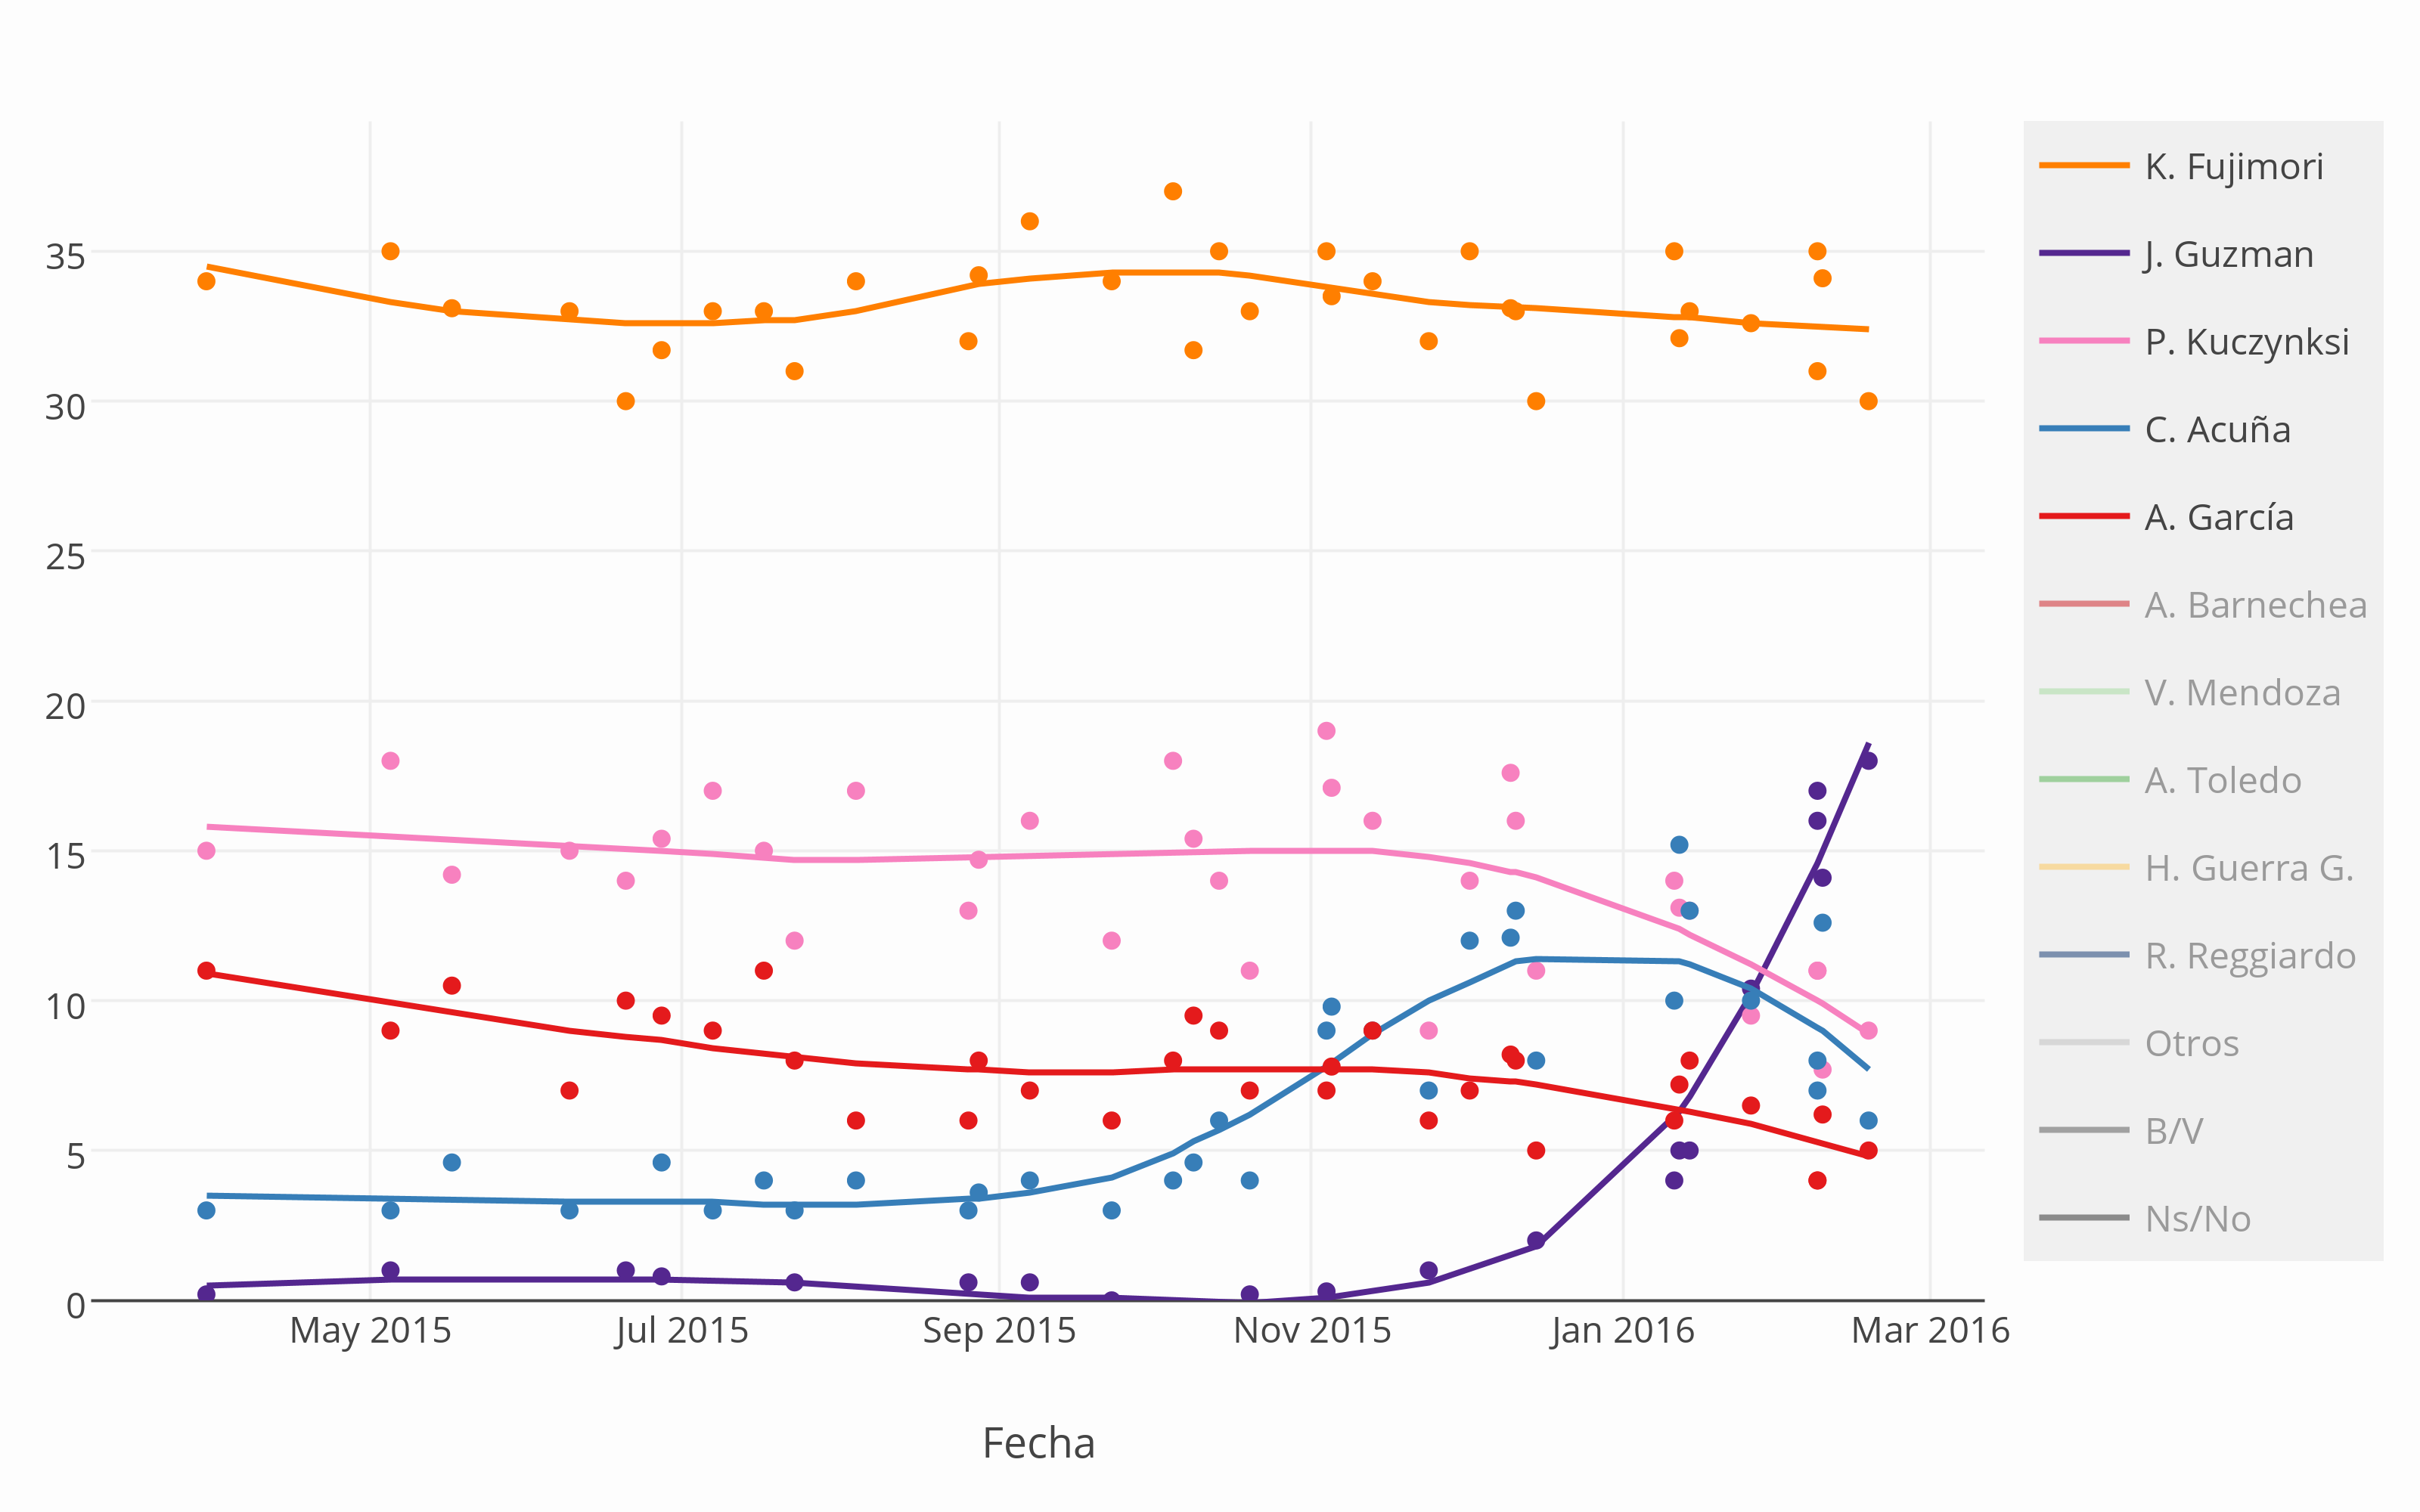 35
30
25
20
15
10
5
0
May 2015
Jul 2015
Sep 2015
Nov 2015
Jan 2016
Mar 2016
Fecha
K. Fujimori
J. Guzman
P. Kuczynksi
C. Acuña
A. García
A. Barnechea
V. Mendoza
A. Toledo
H. Guerra G.
R. Reggiardo
Otros
B/V
Ns/No